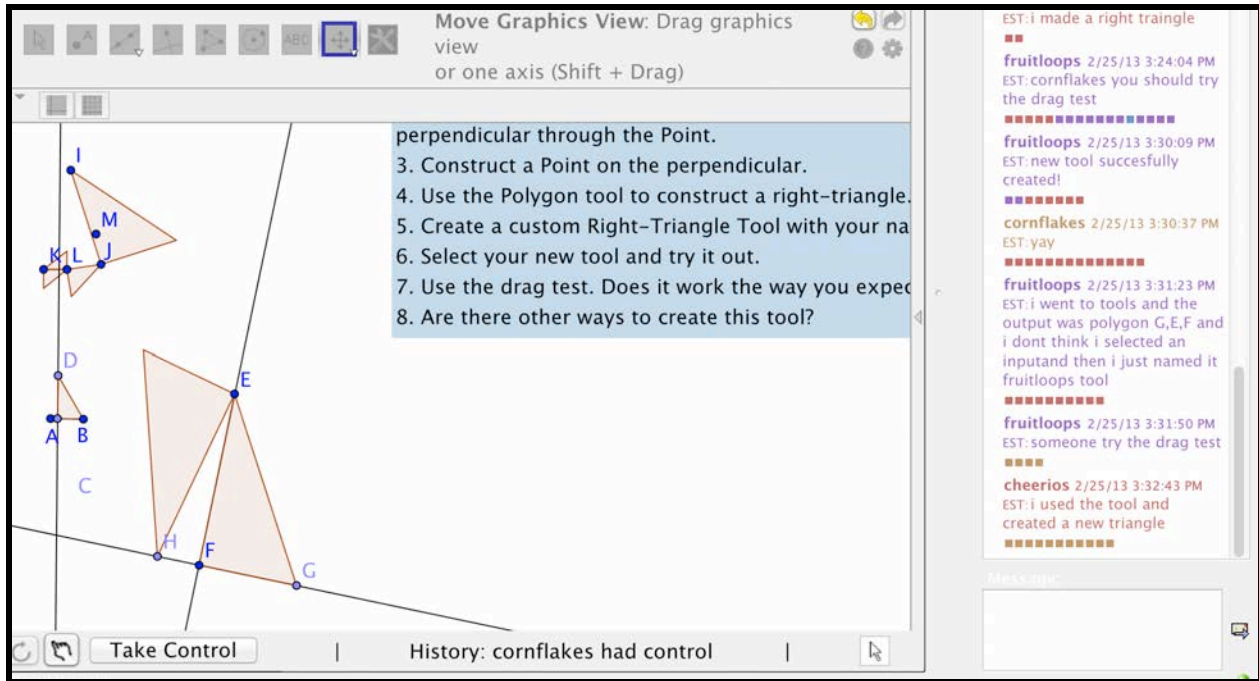 Move Graphics View: Drag graphics
view
or one axis (Shift + Drag)
A
ABC
perpendicular through the Point.
3. Construct a Point on the perpendicular.
4. Use the Polygon tool to construct a right-triangle.
5. Create a custom Right-Triangle Tool with your na
6. Select your new tool and try it out.
7. Use the drag test. Does it work the way you expec
8. Are there other ways to create this tool?
I
M
K
L
J
D
E
A
B
C
H
F
G
Take Control
|
History: cornflakes had control
|
EST: i made a right traingle
fruitloops 2/25/13 3:24:04 PM
EST: cornflakes you should try
the drag test
fruitloops 2/25/13 3:30:09 PM
EST: new tool succesfully
created!
cornflakes 2/25/13 3:30:37 PM
EST: yay
fruitloops 2/25/13 3:31:23 PM
EST: i went to tools and the
output was polygon G,E,F and
i dont think i selected an
inputand then i just named it
fruitloops tool
fruitloops 2/25/13 3:31:50 PM
EST: someone try the drag test
cheerios 2/25/13 3:32:43 PM
EST: i used the tool and
created a new triangle
Message: